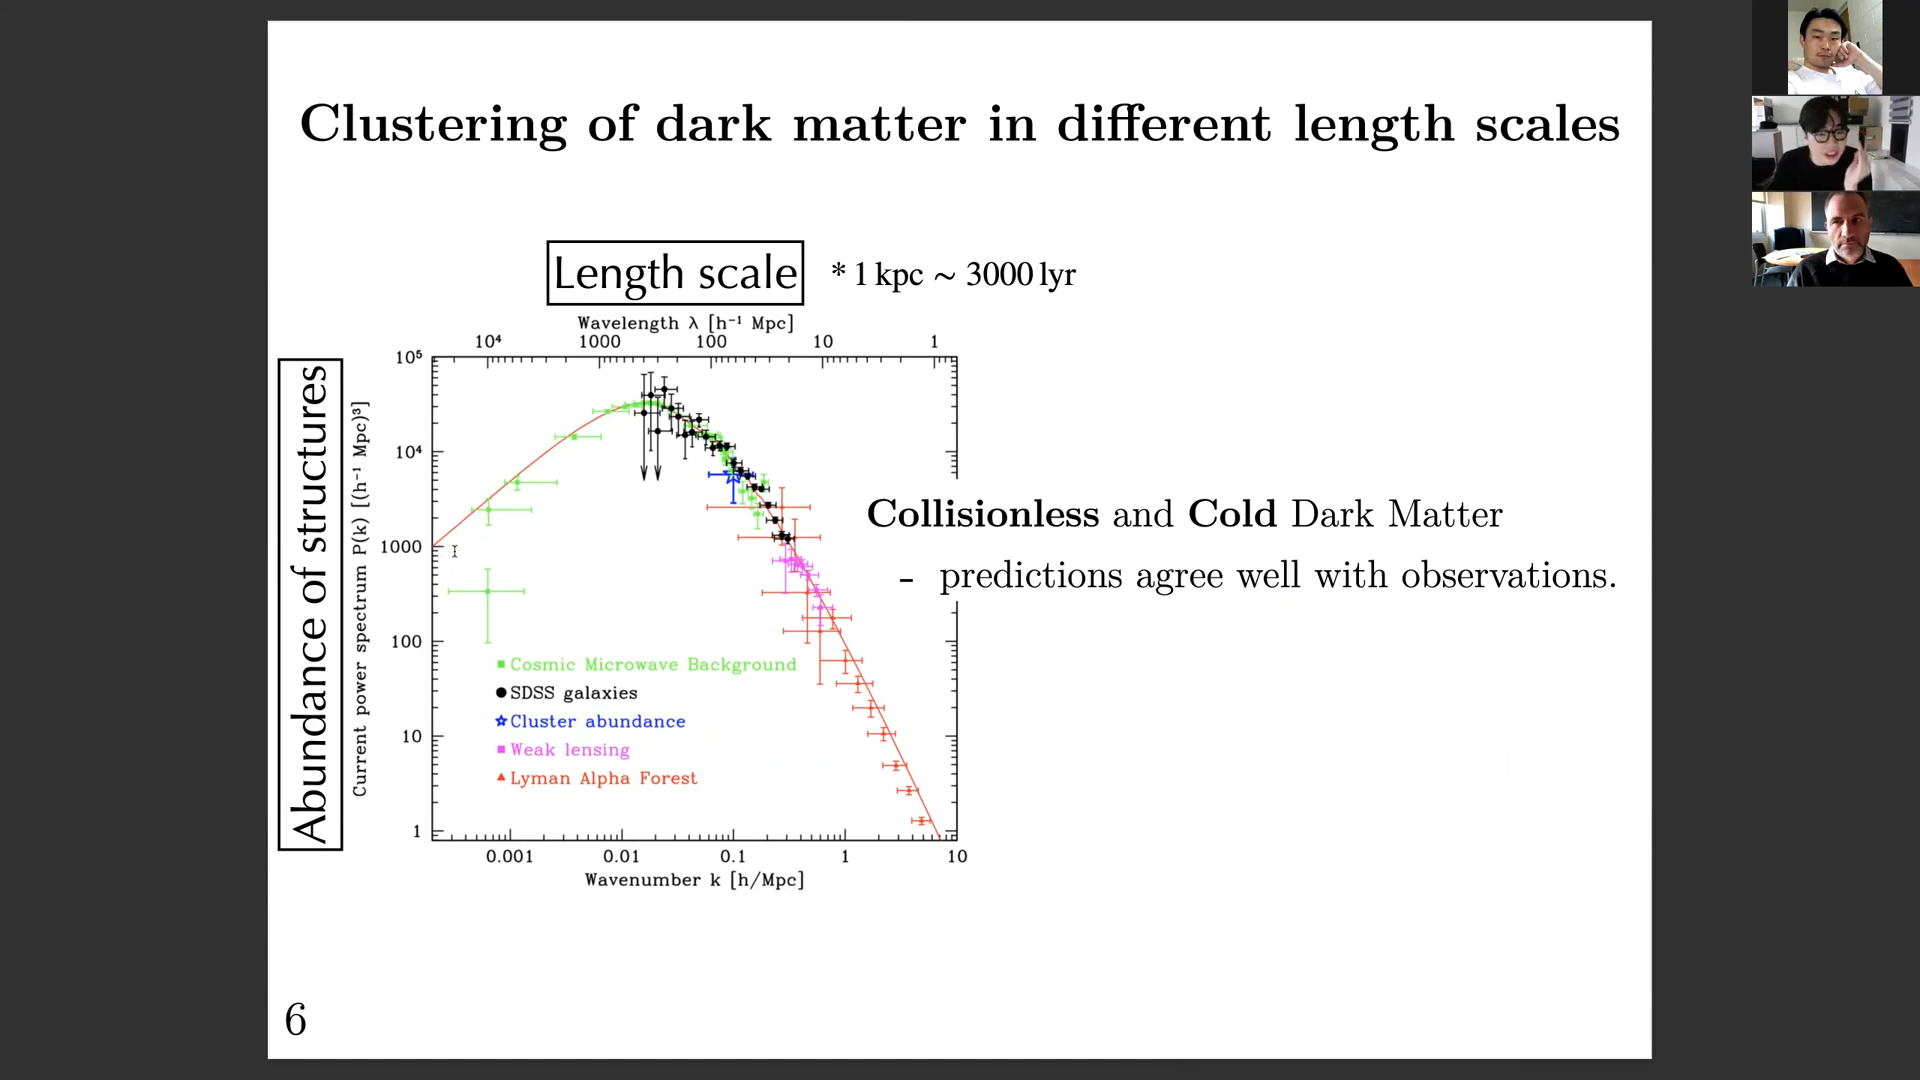 Clustering of dark matter in different length scales
Length scale
* 1 kpc ~ 3000 lyr
Wavelength λ [h⁻¹ Mpc]
10⁴ 1000 100 10 1
Abundance of structures
Current power spectrum P(k) [(h⁻¹ Mpc)³]
10⁵
10⁴
1000
100
10
1
Cosmic Microwave Background
SDSS galaxies
Cluster abundance
Weak lensing
Lyman Alpha Forest
0.001 0.01 0.1 1 10
Wavenumber k [h/Mpc]
Collisionless and Cold Dark Matter
- predictions agree well with observations.
6